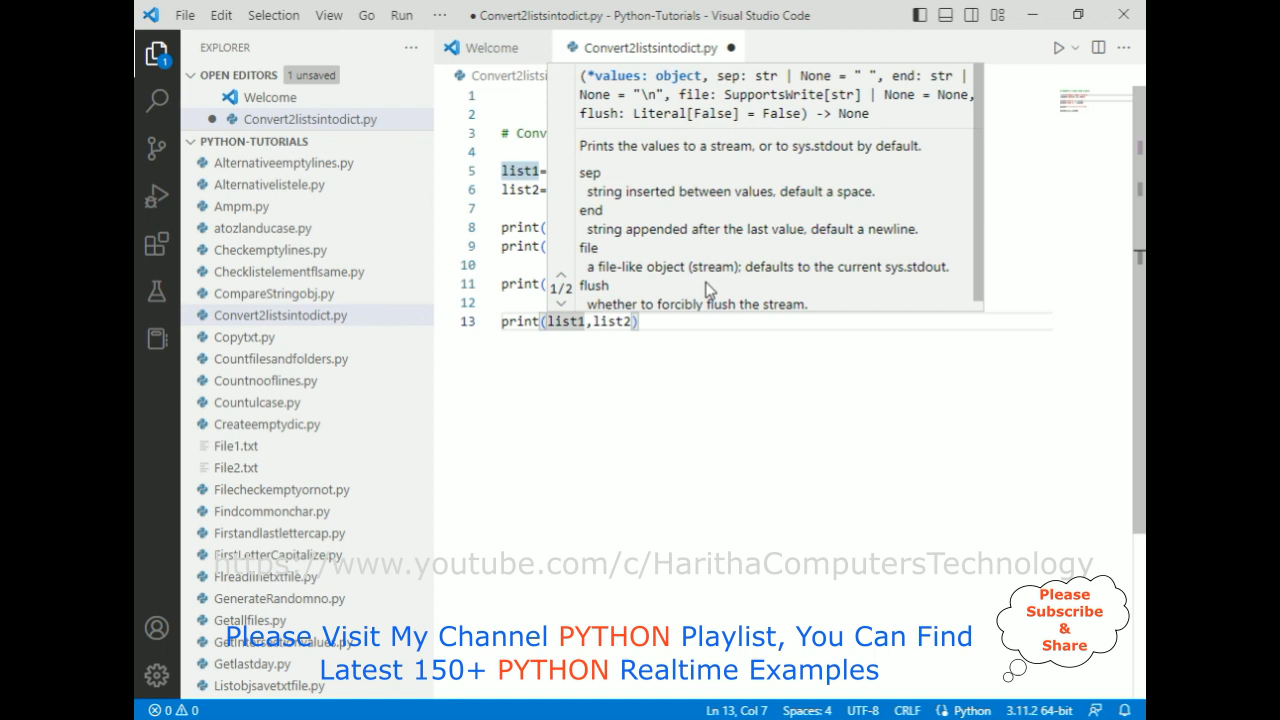 File Edit Selection View Go Run ··· ● Convert2listsintodict.py - Python-Tutorials - Visual Studio Code
EXPLORER ···
Welcome Convert2listsintodict.py ●
OPEN EDITORS 1 unsaved
Welcome
● Convert2listsintodict.py
PYTHON-TUTORIALS
Alternativeemptylines.py
Alternativelistele.py
Ampm.py
atozlanducase.py
Checkemptylines.py
Checklistelementflsame.py
CompareStringobj.py
Convert2listsintodict.py
Copytxt.py
Countfilesandfolders.py
Countnooflines.py
Countulcase.py
Createemptydic.py
File1.txt
File2.txt
Filecheckemptyornot.py
Findcommonchar.py
Firstandlastlettercap.py
FirstLetterCapitalize.py
Flreadlinetxtfile.py
GenerateRandomno.py
Getallfiles.py
GetIntersectionvalues.py
Getlastday.py
Listobjsavetxtfile.py
Convert2lists
1
2
3 # Conv
4
5 list1=
6 list2=
7
8 print(
9 print(
10
11 print(
12
13 print(list1,list2)
(*values: object, sep: str | None = " ", end: str |
None = "\n", file: SupportsWrite[str] | None = None,
flush: Literal[False] = False) -> None
Prints the values to a stream, or to sys.stdout by default.
sep
string inserted between values, default a space.
end
string appended after the last value, default a newline.
file
a file-like object (stream); defaults to the current sys.stdout.
flush
whether to forcibly flush the stream.
1/2
1
https://www.youtube.com/c/HarithaComputersTechnology
Please Visit My Channel PYTHON Playlist, You Can Find
Latest 150+ PYTHON Realtime Examples
Please
Subscribe
&
Share
0 0 Ln 13, Col 7 Spaces: 4 UTF-8 CRLF Python 3.11.2 64-bit